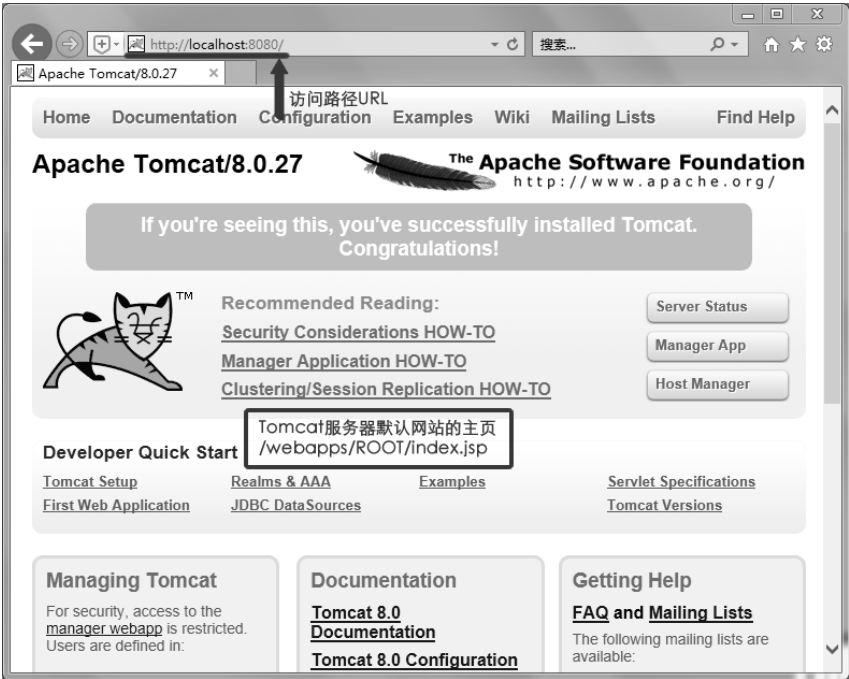 http://localhost:8080/
搜索...
Apache Tomcat/8.0.27
访问路径URL
Home Documentation Configuration Examples Wiki Mailing Lists Find Help
Apache Tomcat/8.0.27
The Apache Software Foundation
http://www.apache.org/
If you're seeing this, you've successfully installed Tomcat.
Congratulations!
TM
Recommended Reading:
Security Considerations HOW-TO
Manager Application HOW-TO
Clustering/Session Replication HOW-TO
Server Status
Manager App
Host Manager
Tomcat服务器默认网站的主页
/webapps/ROOT/index.jsp
Developer Quick Start
Tomcat Setup Realms & AAA Examples Servlet Specifications
First Web Application JDBC DataSources Tomcat Versions
Managing Tomcat
For security, access to the
manager webapp is restricted.
Users are defined in:
Documentation
Tomcat 8.0
Documentation
Tomcat 8.0 Configuration
Getting Help
FAQ and Mailing Lists
The following mailing lists are
available: